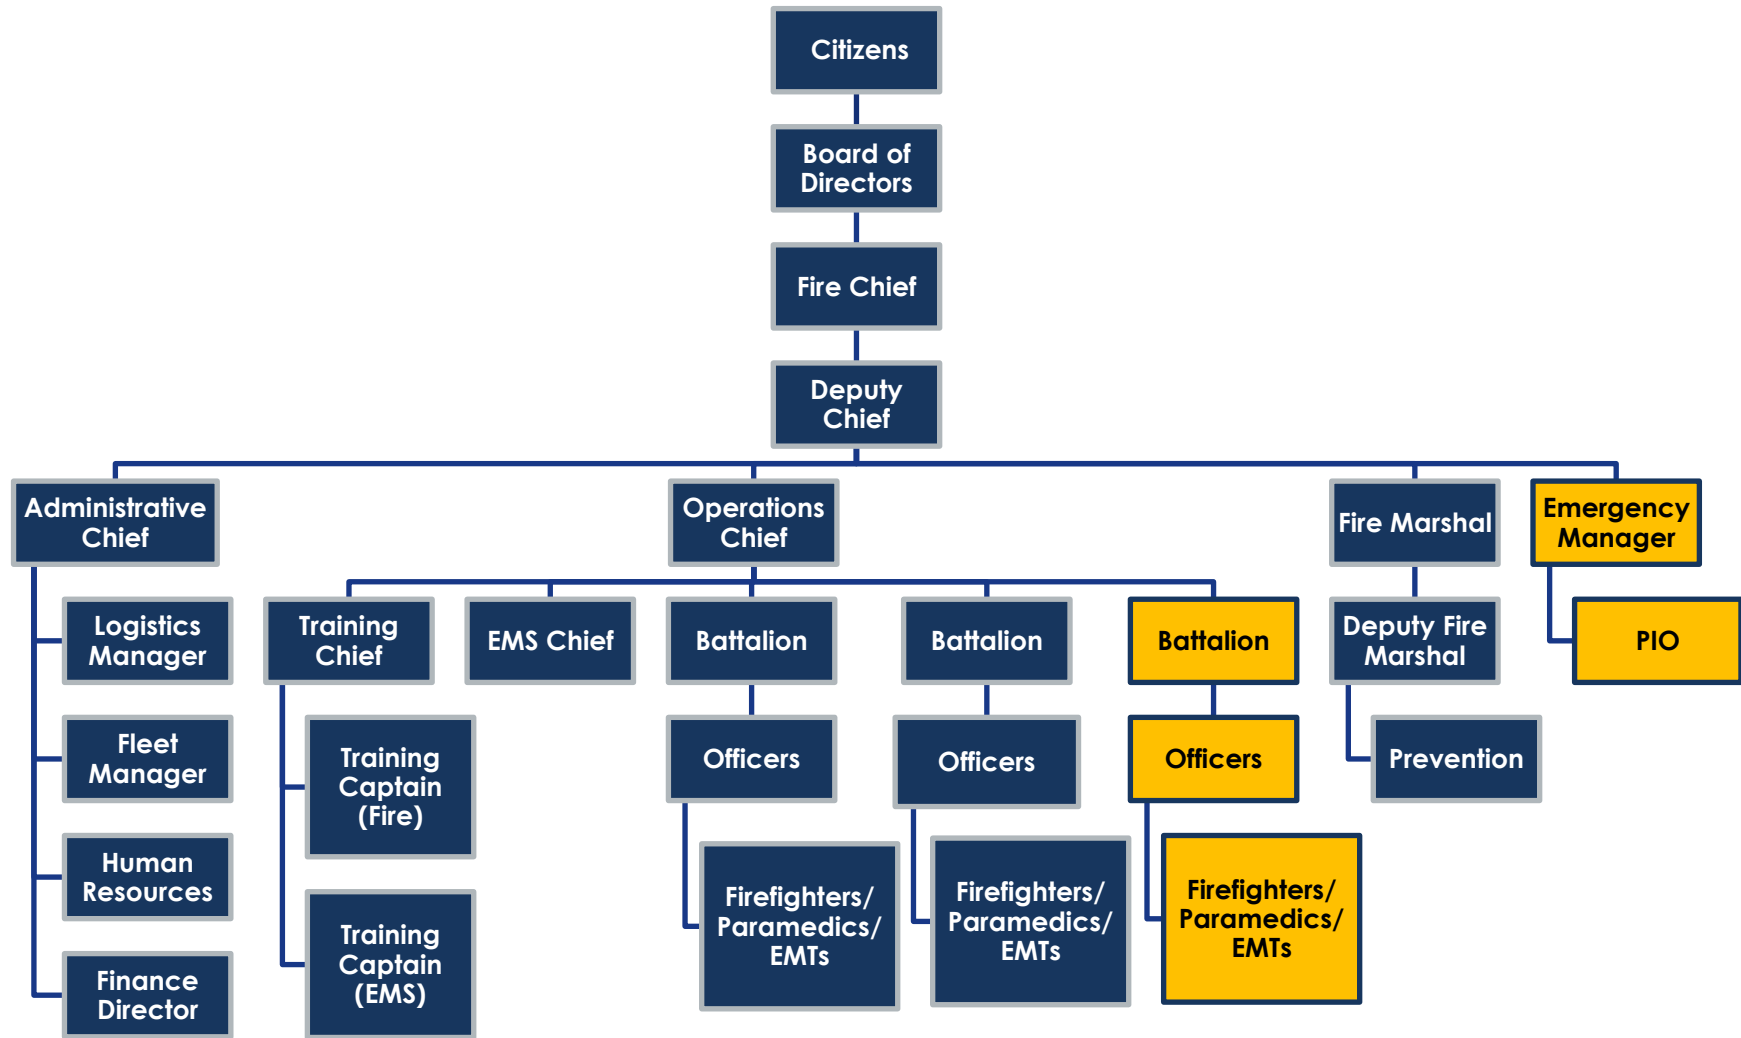 Citizens
Board of
Directors
Fire Chief
Deputy
Chief
Administrative
Chief
Operations
Chief
Fire Marshal
Emergency
Manager
Logistics
Manager
Training
Chief
EMS Chief
Battalion
Battalion
Battalion
Deputy Fire
Marshal
PIO
Fleet
Manager
Training
Captain
(Fire)
Officers
Officers
Officers
Prevention
Human
Resources
Firefighters/
Paramedics/
EMTs
Firefighters/
Paramedics/
EMTs
Firefighters/
Paramedics/
EMTs
Finance
Director
Training
Captain
(EMS)